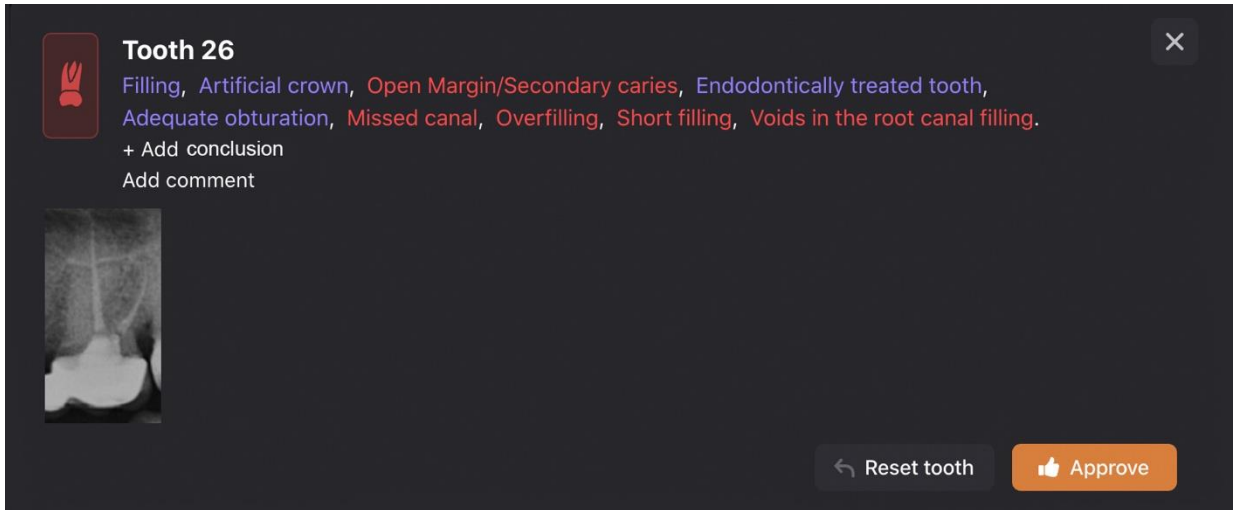 Tooth 26
Filling, Artificial crown, Open Margin/Secondary caries, Endodontically treated tooth,
Adequate obturation, Missed canal, Overfilling, Short filling, Voids in the root canal filling.
+ Add conclusion
Add comment
Reset tooth
Approve